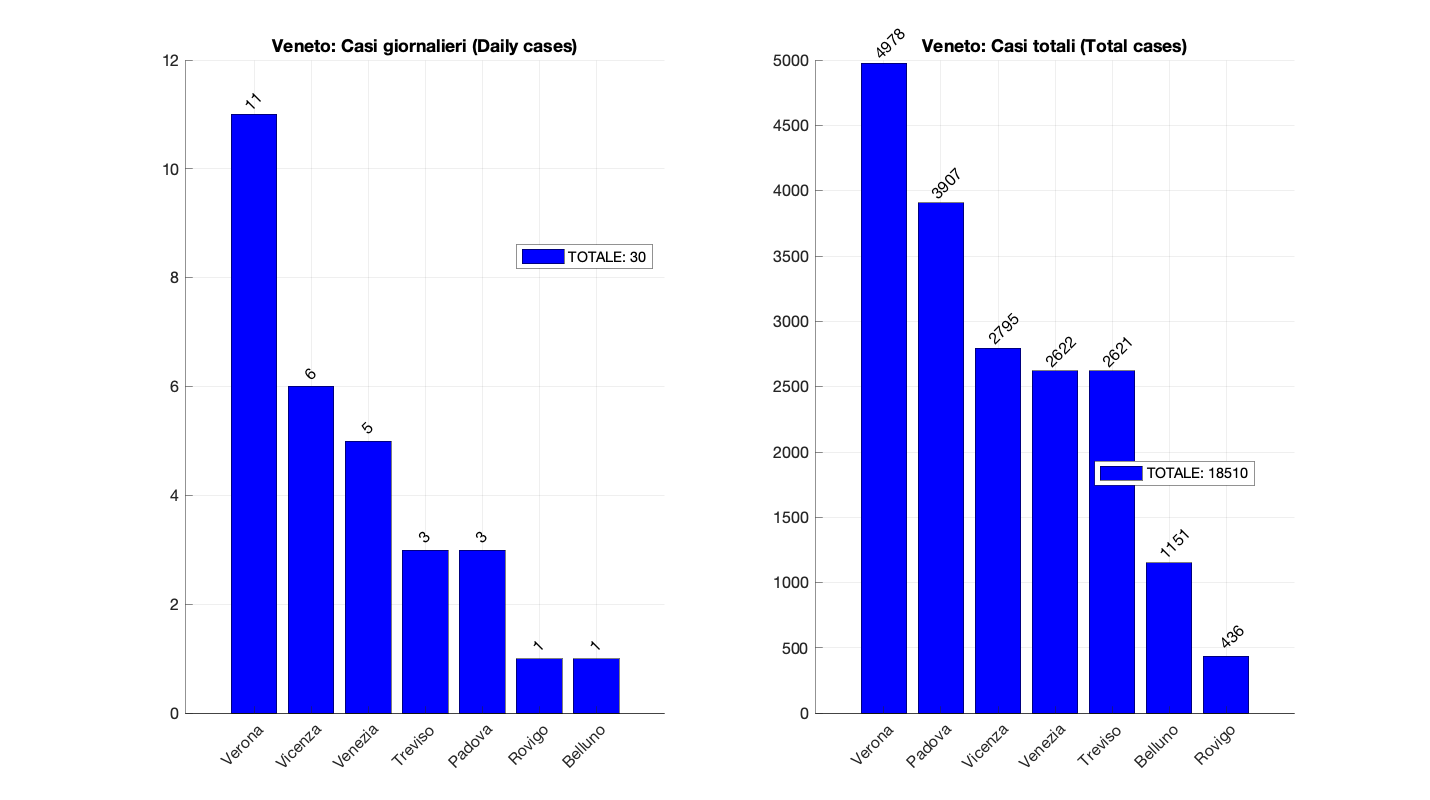 Veneto: Casi giornalieri (Daily cases)
12
10
8
6
4
2
0
11
6
5
3
3
1
1
TOTALE: 30
Verona
Vicenza
Venezia
Treviso
Padova
Rovigo
Belluno
Veneto: Casi totali (Total cases)
5000
4500
4000
3500
3000
2500
2000
1500
1000
500
0
4978
3907
2795
2622
2621
1151
436
TOTALE: 18510
Verona
Padova
Vicenza
Venezia
Treviso
Belluno
Rovigo